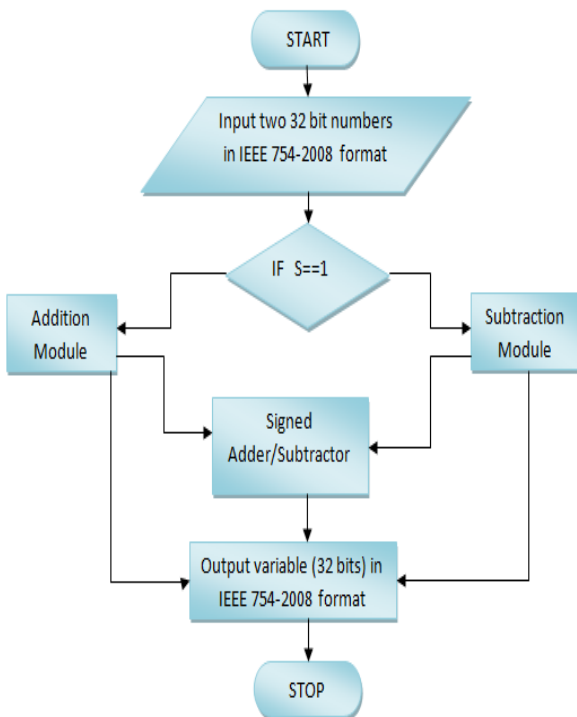 START
Input two 32 bit numbers
in IEEE 754-2008 format
IF S==1
Addition
Module
Subtraction
Module
Signed
Adder/Subtractor
Output variable (32 bits) in
IEEE 754-2008 format
STOP